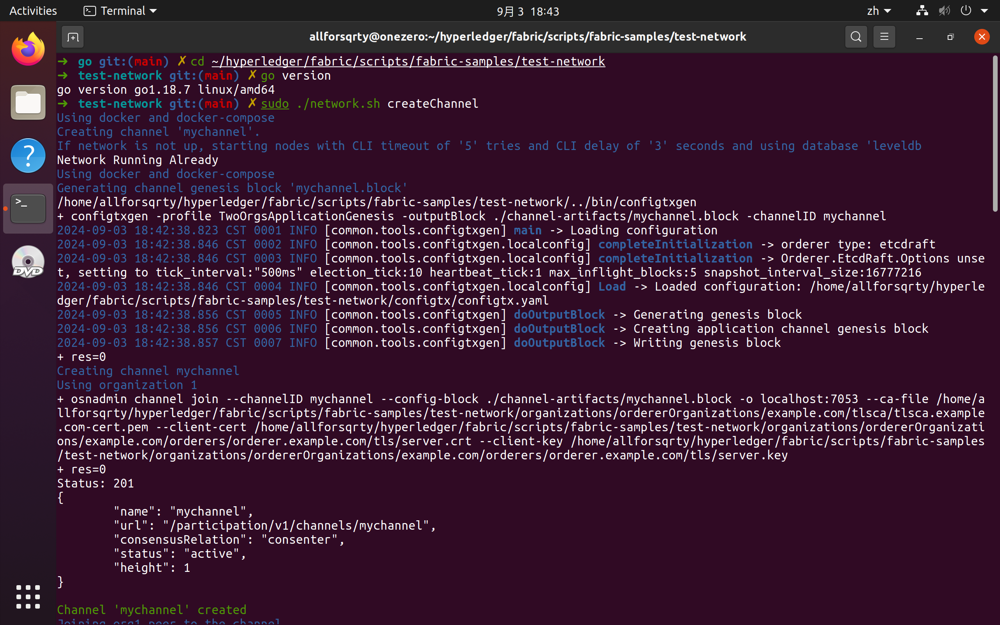 Activities Terminal 9月 3 18:43 zh
allforsqrty@onezero:~/hyperledger/fabric/scripts/fabric-samples/test-network
➜ go git:(main) ✗ cd ~/hyperledger/fabric/scripts/fabric-samples/test-network
➜ test-network git:(main) ✗ go version
go version go1.18.7 linux/amd64
➜ test-network git:(main) ✗ sudo ./network.sh createChannel
Using docker and docker-compose
Creating channel 'mychannel'.
If network is not up, starting nodes with CLI timeout of '5' tries and CLI delay of '3' seconds and using database 'leveldb
Network Running Already
Using docker and docker-compose
Generating channel genesis block 'mychannel.block'
/home/allforsqrty/hyperledger/fabric/scripts/fabric-samples/test-network/../bin/configtxgen
+ configtxgen -profile TwoOrgsApplicationGenesis -outputBlock ./channel-artifacts/mychannel.block -channelID mychannel
2024-09-03 18:42:38.823 CST 0001 INFO [common.tools.configtxgen] main -> Loading configuration
2024-09-03 18:42:38.846 CST 0002 INFO [common.tools.configtxgen.localconfig] completeInitialization -> orderer type: etcdraft
2024-09-03 18:42:38.846 CST 0003 INFO [common.tools.configtxgen.localconfig] completeInitialization -> Orderer.EtcdRaft.Options unse
t, setting to tick_interval:"500ms" election_tick:10 heartbeat_tick:1 max_inflight_blocks:5 snapshot_interval_size:16777216
2024-09-03 18:42:38.846 CST 0004 INFO [common.tools.configtxgen.localconfig] Load -> Loaded configuration: /home/allforsqrty/hyperle
dger/fabric/scripts/fabric-samples/test-network/configtx/configtx.yaml
2024-09-03 18:42:38.856 CST 0005 INFO [common.tools.configtxgen] doOutputBlock -> Generating genesis block
2024-09-03 18:42:38.856 CST 0006 INFO [common.tools.configtxgen] doOutputBlock -> Creating application channel genesis block
2024-09-03 18:42:38.857 CST 0007 INFO [common.tools.configtxgen] doOutputBlock -> Writing genesis block
+ res=0
Creating channel mychannel
Using organization 1
+ osnadmin channel join --channelID mychannel --config-block ./channel-artifacts/mychannel.block -o localhost:7053 --ca-file /home/a
llforsqrty/hyperledger/fabric/scripts/fabric-samples/test-network/organizations/ordererOrganizations/example.com/tlsca/tlsca.example
.com-cert.pem --client-cert /home/allforsqrty/hyperledger/fabric/scripts/fabric-samples/test-network/organizations/ordererOrganizati
ons/example.com/orderers/orderer.example.com/tls/server.crt --client-key /home/allforsqrty/hyperledger/fabric/scripts/fabric-samples
/test-network/organizations/ordererOrganizations/example.com/orderers/orderer.example.com/tls/server.key
+ res=0
Status: 201
{
"name": "mychannel",
"url": "/participation/v1/channels/mychannel",
"consensusRelation": "consenter",
"status": "active",
"height": 1
}
Channel 'mychannel' created
Joining org1 peer to the channel
DVD